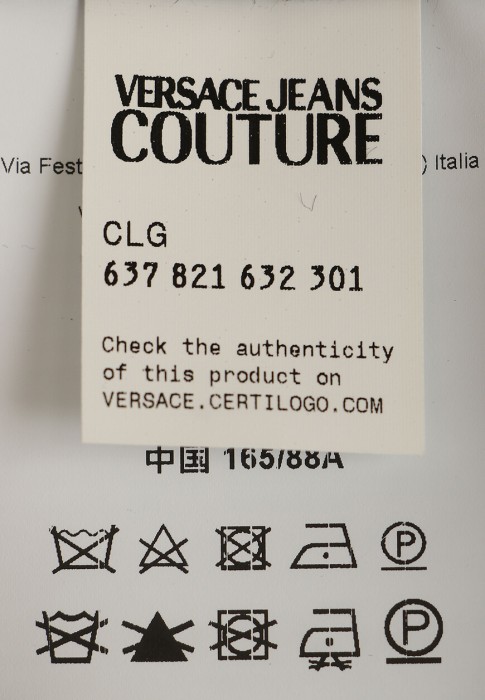 VERSACE JEANS
COUTURE
Via Fest
) Italia
CLG
637 821 632 301
Check the authenticity
of this product on
VERSACE.CERTILOGO.COM
中国 165/88A
P
P